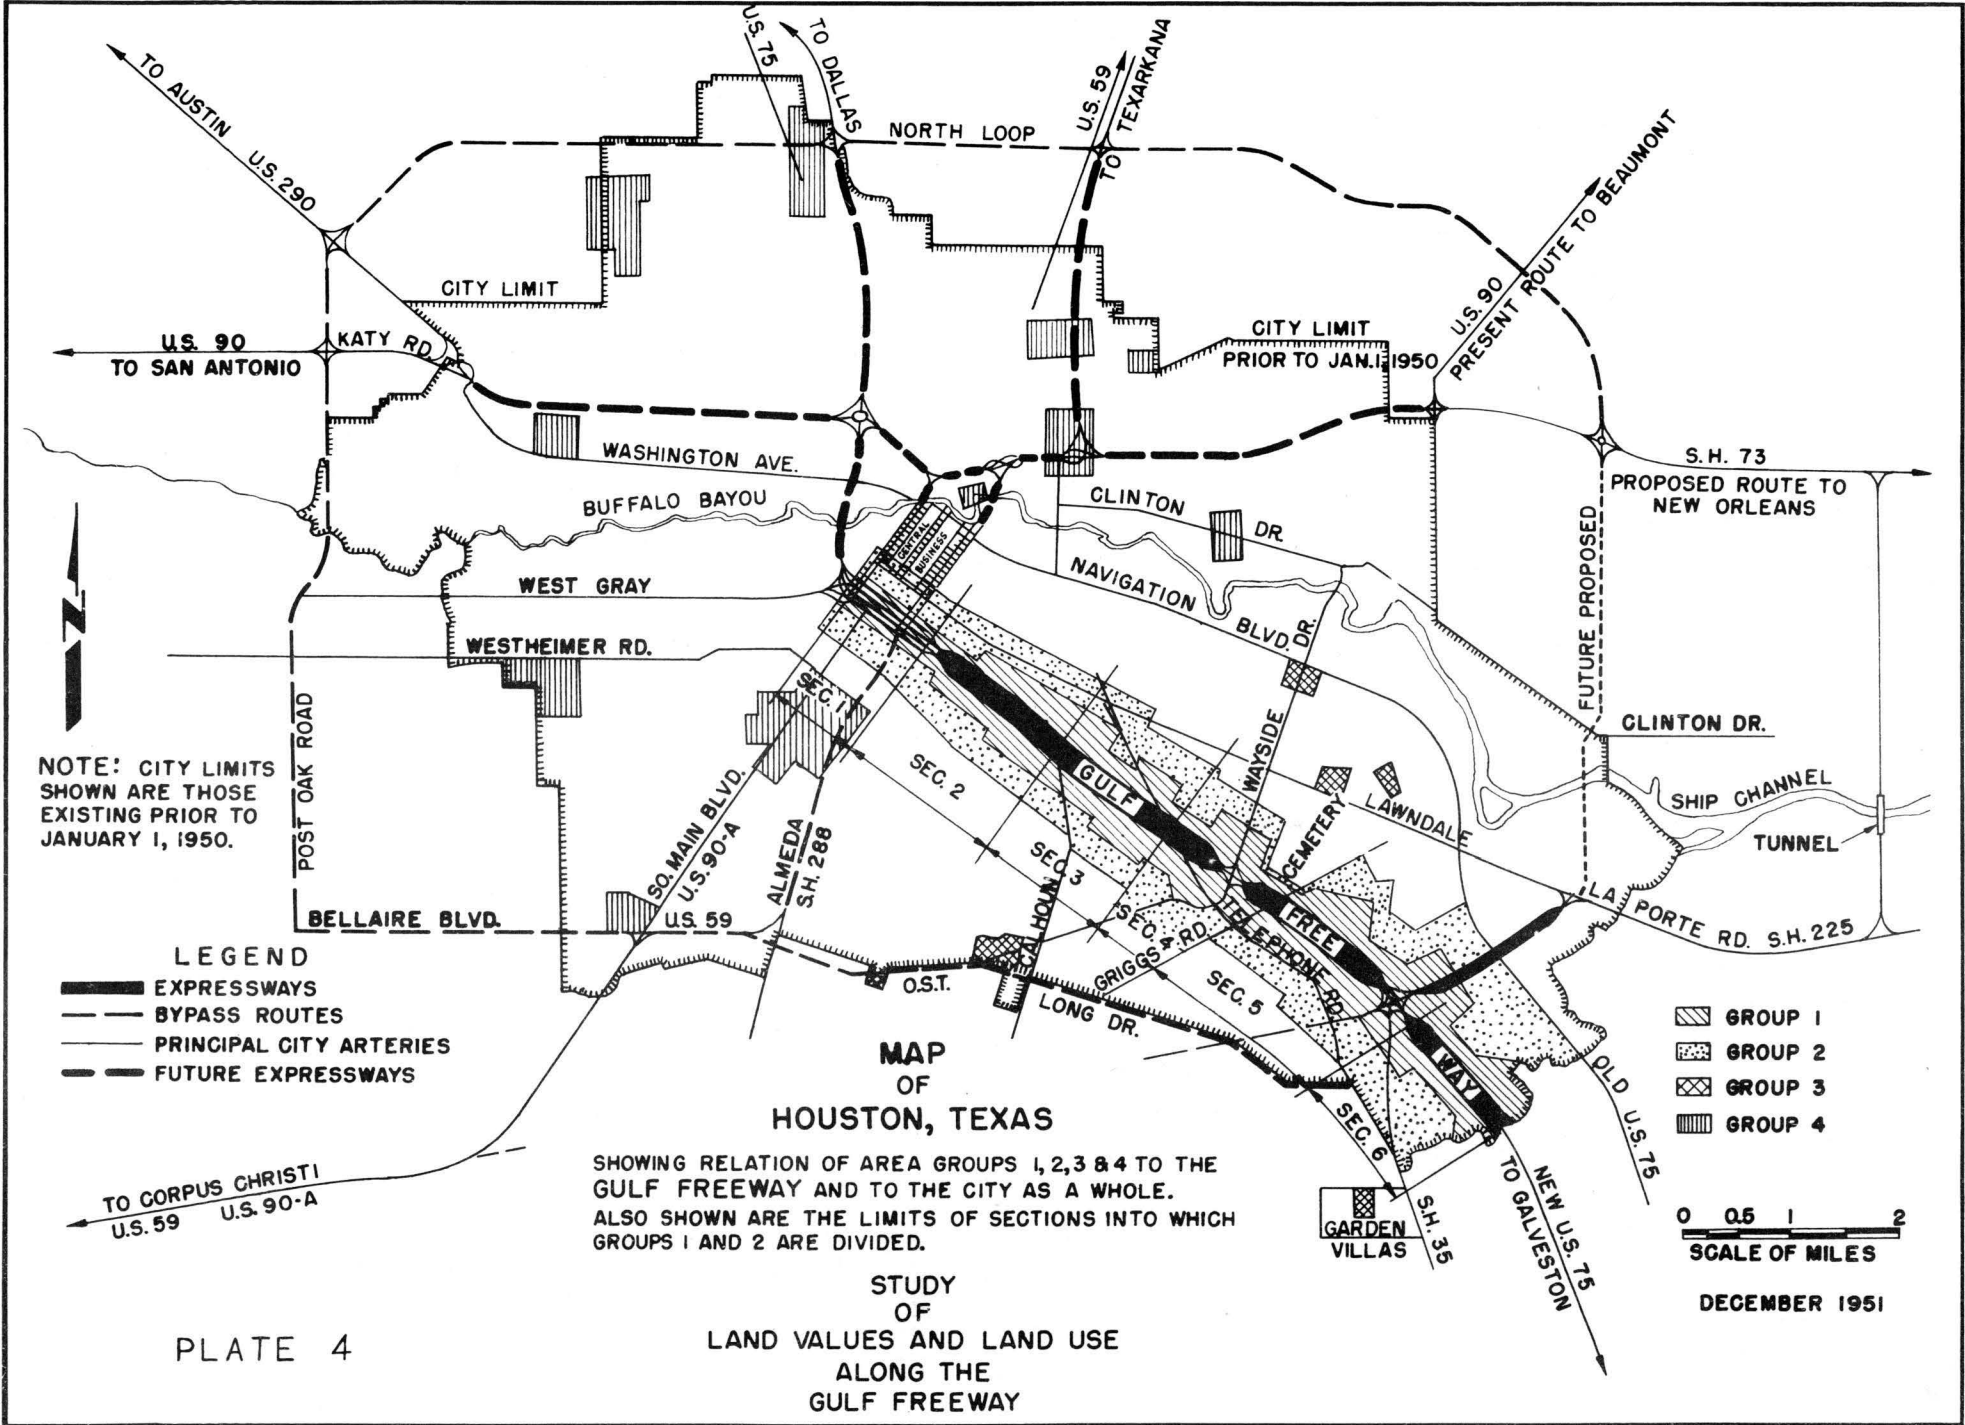 U.S. 75
TO DALLAS
U.S. 59
TO TEXARKANA
TO AUSTIN
U.S. 290
NORTH LOOP
CITY LIMIT
U.S. 90
PRESENT ROUTE TO BEAUMONT
U.S. 90
TO SAN ANTONIO
KATY RD.
CITY LIMIT
PRIOR TO JAN. 1, 1950
WASHINGTON AVE.
BUFFALO BAYOU
CENTRAL
BUSINESS
CLINTON
DR.
NAVIGATION
BLVD. DR.
S.H. 73
PROPOSED ROUTE TO
NEW ORLEANS
FUTURE PROPOSED
WEST GRAY
WESTHEIMER RD.
POST OAK ROAD
N
NOTE: CITY LIMITS
SHOWN ARE THOSE
EXISTING PRIOR TO
JANUARY 1, 1950.
SEC. 1
SEC. 2
SEC. 3
SEC. 4
SEC. 5
SEC. 6
GULF
FREE
WAY
WAYSIDE
CEMETERY
LAWNDALE
CLINTON DR.
SHIP CHANNEL
TUNNEL
LA PORTE RD. S.H. 225
SO. MAIN BLVD.
U.S. 90-A
ALMEDA
S.H. 288
CALHOUN
GRIGGS RD.
TELEPHONE RD.
BELLAIRE BLVD.
U.S. 59
O.S.T.
LONG DR.
OLD U.S. 75
NEW U.S. 75
TO GALVESTON
S.H. 35
GARDEN
VILLAS
TO CORPUS CHRISTI
U.S. 59 U.S. 90-A
LEGEND
EXPRESSWAYS
BYPASS ROUTES
PRINCIPAL CITY ARTERIES
FUTURE EXPRESSWAYS
GROUP 1
GROUP 2
GROUP 3
GROUP 4
0 0.5 1 2
SCALE OF MILES
DECEMBER 1951
MAP
OF
HOUSTON, TEXAS
SHOWING RELATION OF AREA GROUPS 1, 2, 3 & 4 TO THE
GULF FREEWAY AND TO THE CITY AS A WHOLE.
ALSO SHOWN ARE THE LIMITS OF SECTIONS INTO WHICH
GROUPS 1 AND 2 ARE DIVIDED.
STUDY
OF
LAND VALUES AND LAND USE
ALONG THE
GULF FREEWAY
PLATE 4